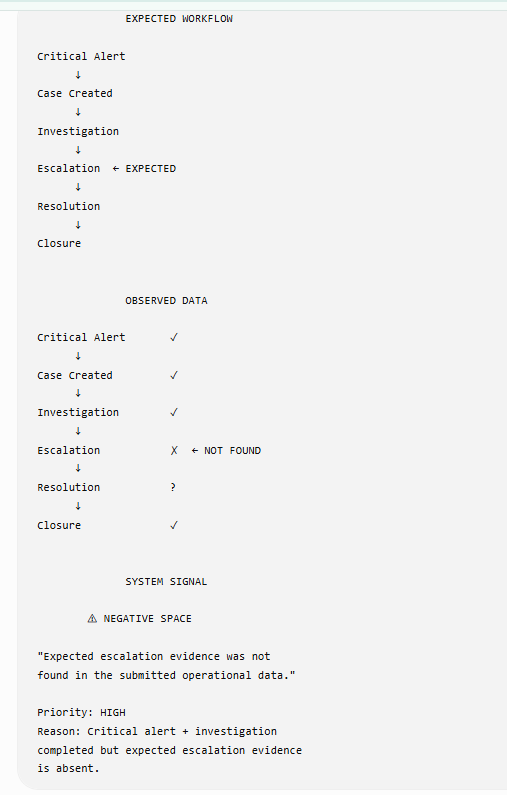 EXPECTED WORKFLOW
Critical Alert
↓
Case Created
↓
Investigation
↓
Escalation ← EXPECTED
↓
Resolution
↓
Closure
OBSERVED DATA
Critical Alert ✓
↓
Case Created ✓
↓
Investigation ✓
↓
Escalation ✗ ← NOT FOUND
↓
Resolution ?
↓
Closure ✓
SYSTEM SIGNAL
⚠ NEGATIVE SPACE
"Expected escalation evidence was not
found in the submitted operational data."
Priority: HIGH
Reason: Critical alert + investigation
completed but expected escalation evidence
is absent.